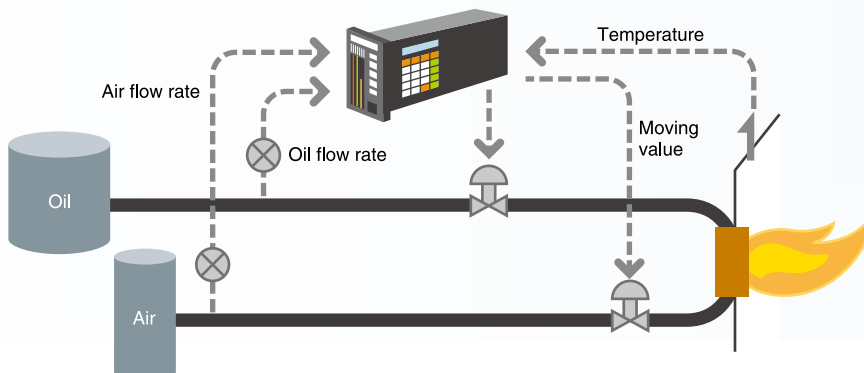 Temperature
Air flow rate
Moving
value
Oil flow rate
Oil
Air